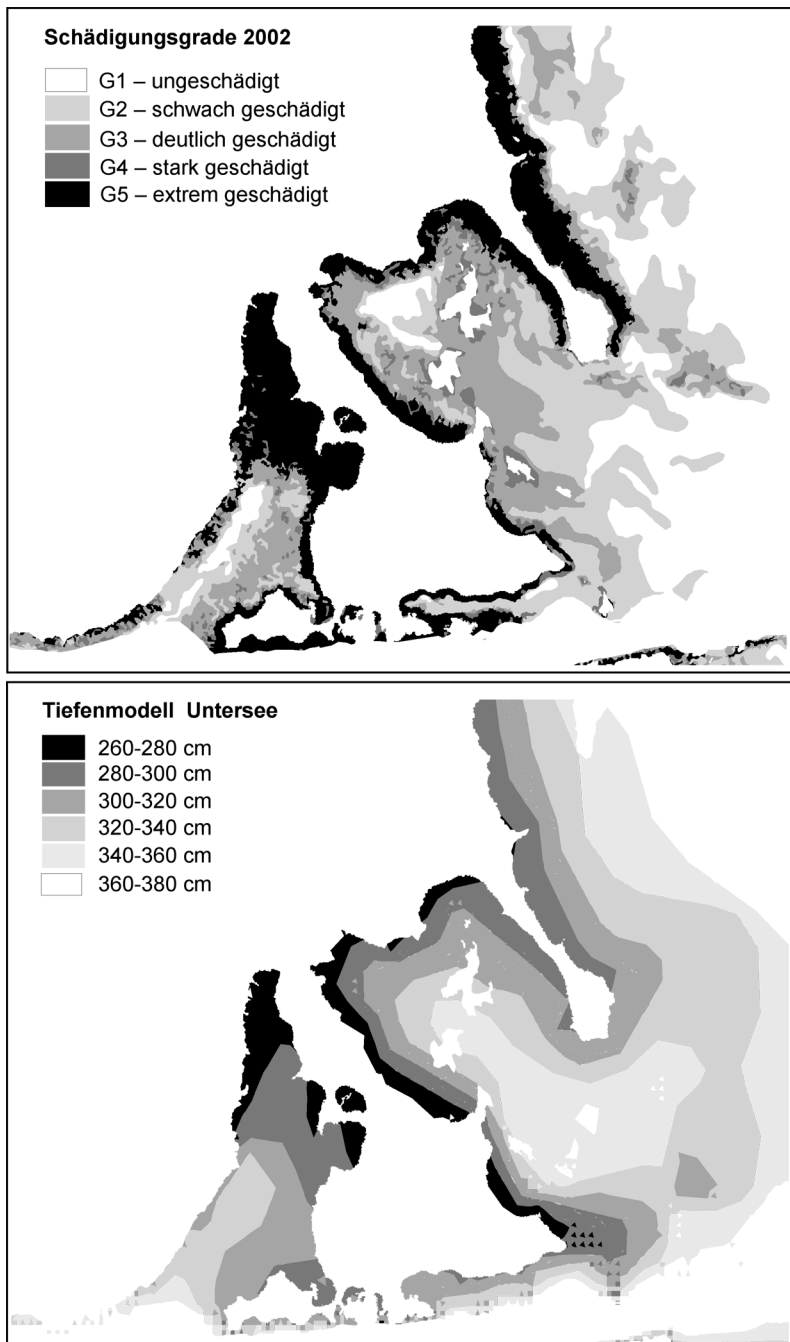 Schädigungsgrade 2002
G1 – ungeschädigt
G2 – schwach geschädigt
G3 – deutlich geschädigt
G4 – stark geschädigt
G5 – extrem geschädigt
Tiefenmodell Untersee
260-280 cm
280-300 cm
300-320 cm
320-340 cm
340-360 cm
360-380 cm